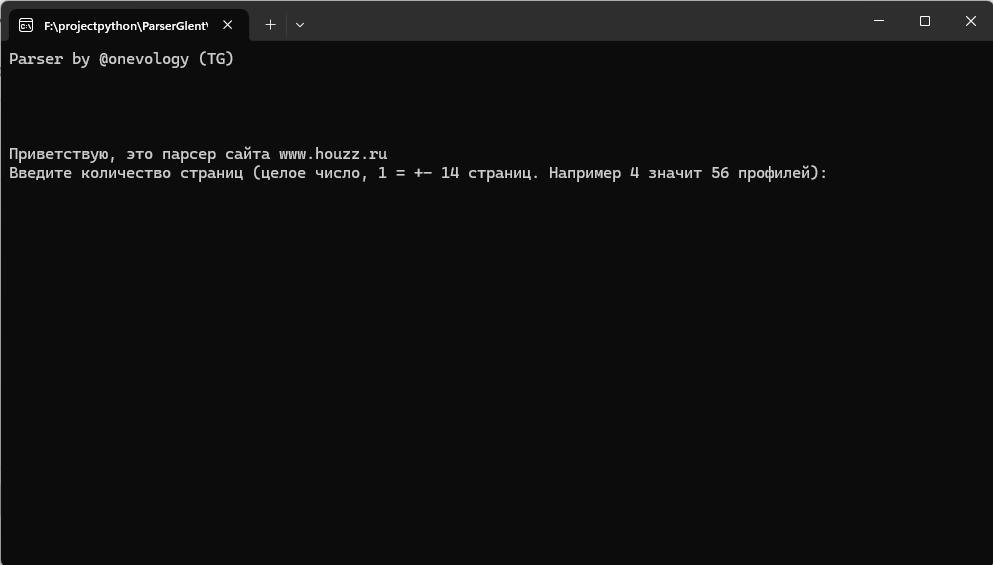 F:\projectpython\ParserGlent\
Parser by @onevology (TG)
Приветствую, это парсер сайта www.houzz.ru
Введите количество страниц (целое число, 1 = +- 14 страниц. Например 4 значит 56 профилей):